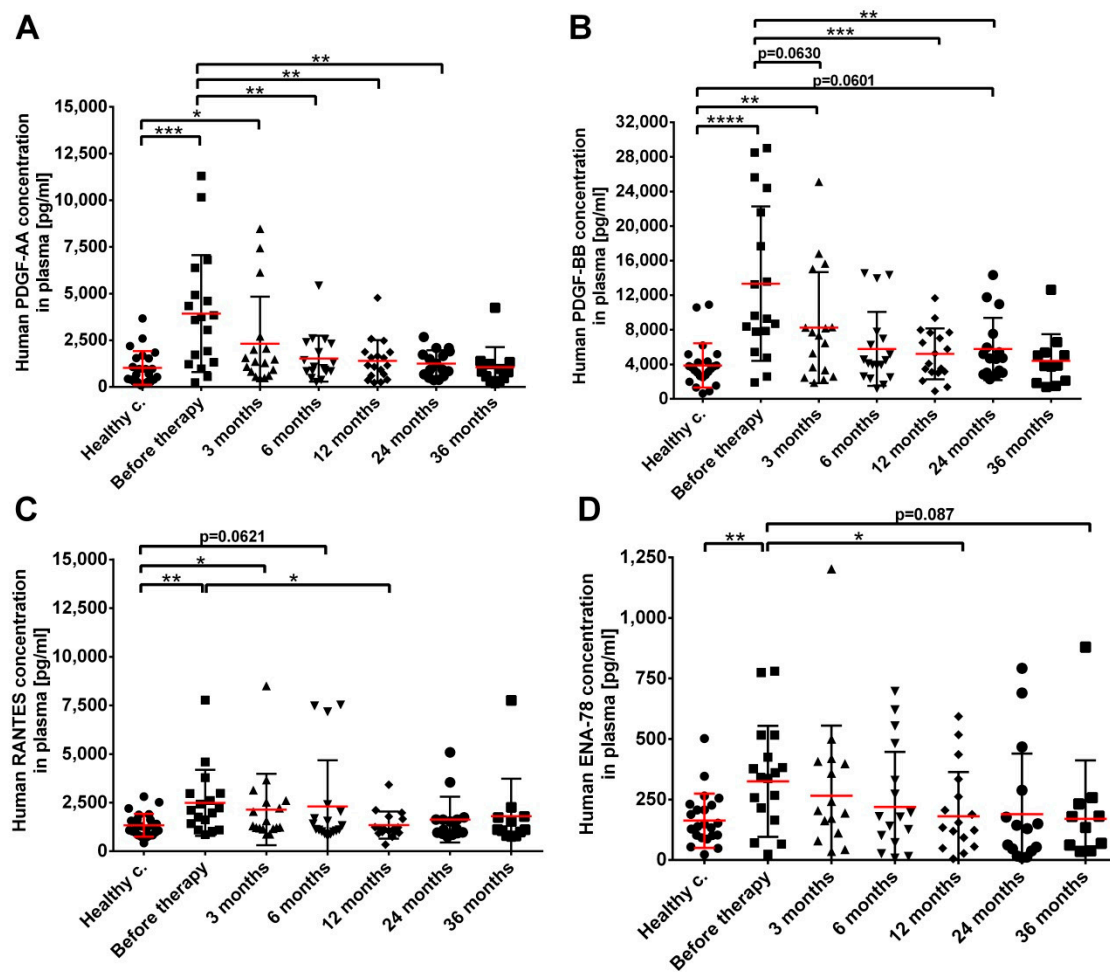 A
**
**
**
*
***
15,000
12,500
10,000
7,500
5,000
2,500
0
Human PDGF-AA concentration
in plasma [pg/ml]
Healthy c.
Before therapy
3 months
6 months
12 months
24 months
36 months
B
**
***
p=0.0630
p=0.0601
**
****
32,000
28,000
24,000
20,000
16,000
12,000
8,000
4,000
0
Human PDGF-BB concentration
in plasma [pg/ml]
Healthy c.
Before therapy
3 months
6 months
12 months
24 months
36 months
C
p=0.0621
*
**
*
15,000
12,500
10,000
7,500
5,000
2,500
0
Human RANTES concentration
in plasma [pg/ml]
Healthy c.
Before therapy
3 months
6 months
12 months
24 months
36 months
D
p=0.087
**
*
1,250
1,000
750
500
250
0
Human ENA-78 concentration
in plasma [pg/ml]
Healthy c.
Before therapy
3 months
6 months
12 months
24 months
36 months